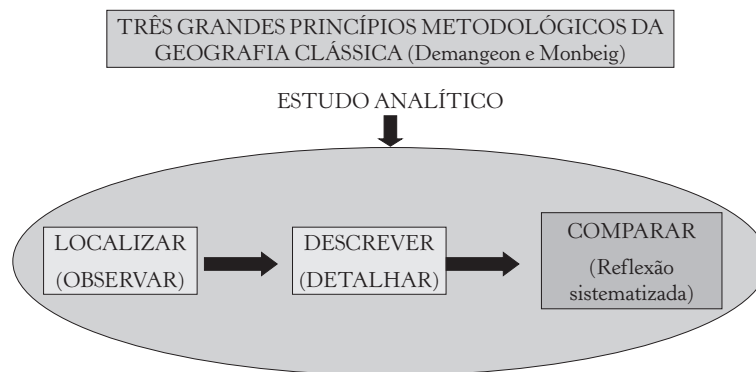 TRÊS GRANDES PRINCÍPIOS METODOLÓGICOS DA
GEOGRAFIA CLÁSSICA (Demangeon e Monbeig)
ESTUDO ANALÍTICO
LOCALIZAR
(OBSERVAR)
DESCREVER
(DETALHAR)
COMPARAR
(Reflexão
sistematizada)